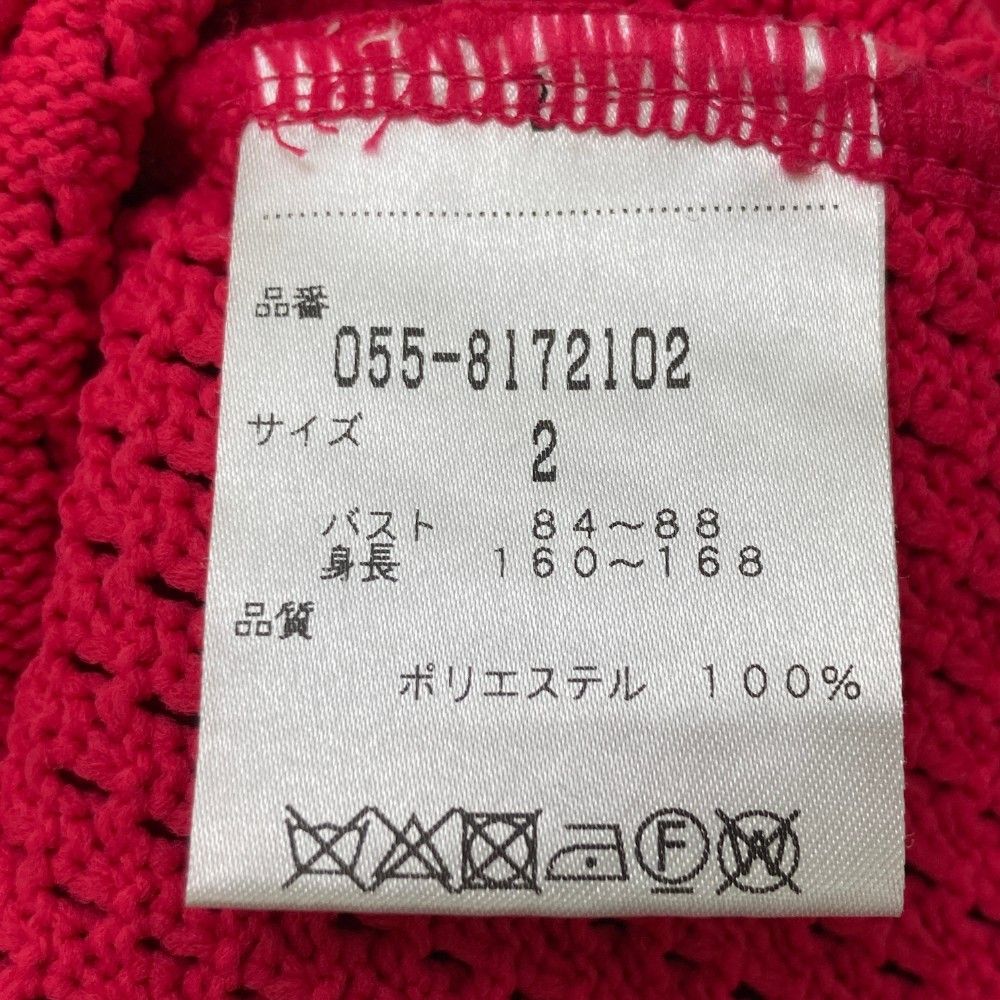 品番
055-8172102
サイズ 2
バスト 84〜88
身長 160〜168
品質
ポリエステル 100%
F W